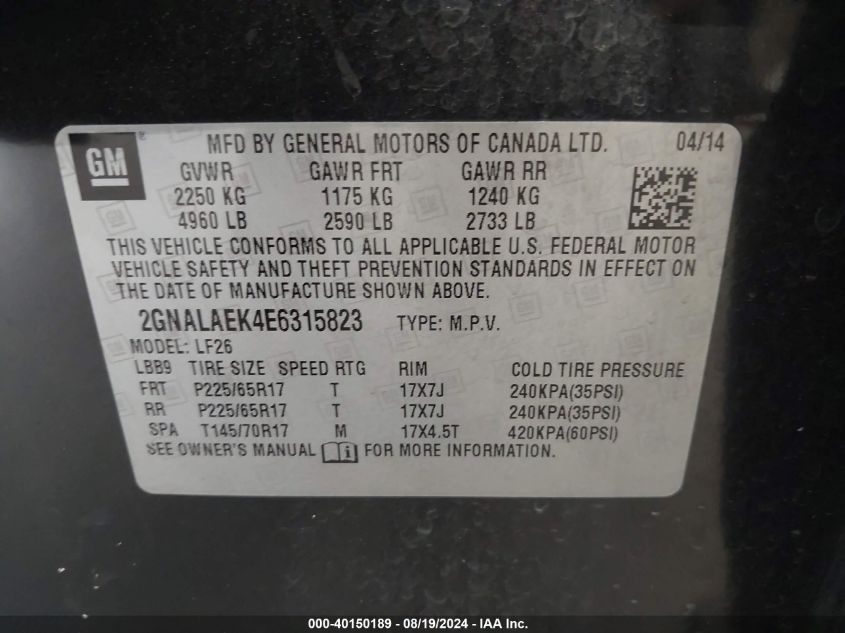 GM ® MFD BY GENERAL MOTORS OF CANADA LTD. 04/14
GVWR GAWR FRT GAWR RR
2250 KG 1175 KG 1240 KG
4960 LB 2590 LB 2733 LB
THIS VEHICLE CONFORMS TO ALL APPLICABLE U.S. FEDERAL MOTOR
VEHICLE SAFETY AND THEFT PREVENTION STANDARDS IN EFFECT ON
THE DATE OF MANUFACTURE SHOWN ABOVE.
2GNALAEK4E6315823 TYPE: M.P.V.
MODEL: LF26
LBB9 TIRE SIZE SPEED RTG RIM COLD TIRE PRESSURE
FRT P225/65R17 T 17X7J 240KPA(35PSI)
RR P225/65R17 T 17X7J 240KPA(35PSI)
SPA T145/70R17 M 17X4.5T 420KPA(60PSI)
SEE OWNER'S MANUAL i FOR MORE INFORMATION.
000-40150189 - 08/19/2024 - IAA Inc.